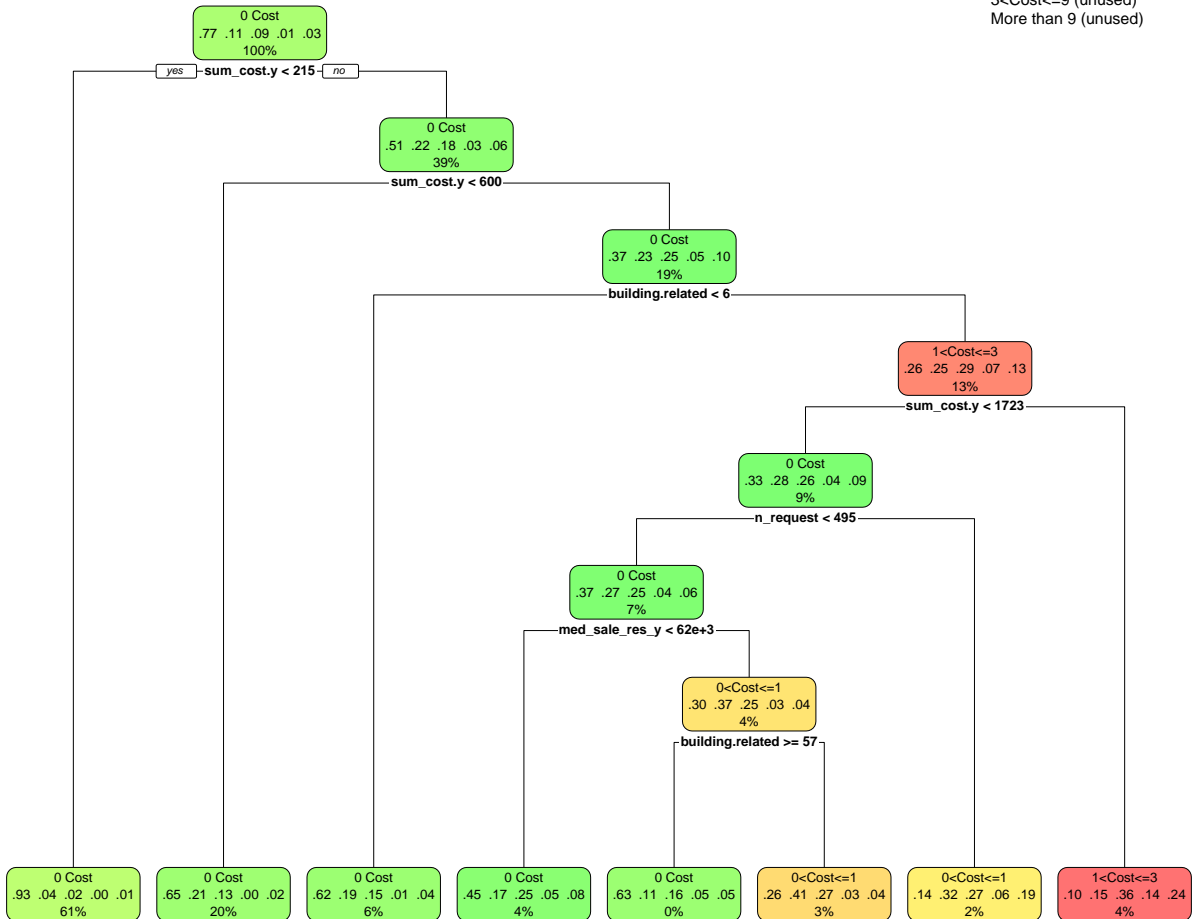 3<Cost<=9 (unused)
More than 9 (unused)
0 Cost
.77 .11 .09 .01 .03
100%
yes sum_cost.y < 215 no
0 Cost
.51 .22 .18 .03 .06
39%
sum_cost.y < 600
0 Cost
.37 .23 .25 .05 .10
19%
building.related < 6
1<Cost<=3
.26 .25 .29 .07 .13
13%
sum_cost.y < 1723
0 Cost
.33 .28 .26 .04 .09
9%
n_request < 495
0 Cost
.37 .27 .25 .04 .06
7%
med_sale_res_y < 62e+3
0<Cost<=1
.30 .37 .25 .03 .04
4%
building.related >= 57
0 Cost
.93 .04 .02 .00 .01
61%
0 Cost
.65 .21 .13 .00 .02
20%
0 Cost
.62 .19 .15 .01 .04
6%
0 Cost
.45 .17 .25 .05 .08
4%
0 Cost
.63 .11 .16 .05 .05
0%
0<Cost<=1
.26 .41 .27 .03 .04
3%
0<Cost<=1
.14 .32 .27 .06 .19
2%
1<Cost<=3
.10 .15 .36 .14 .24
4%